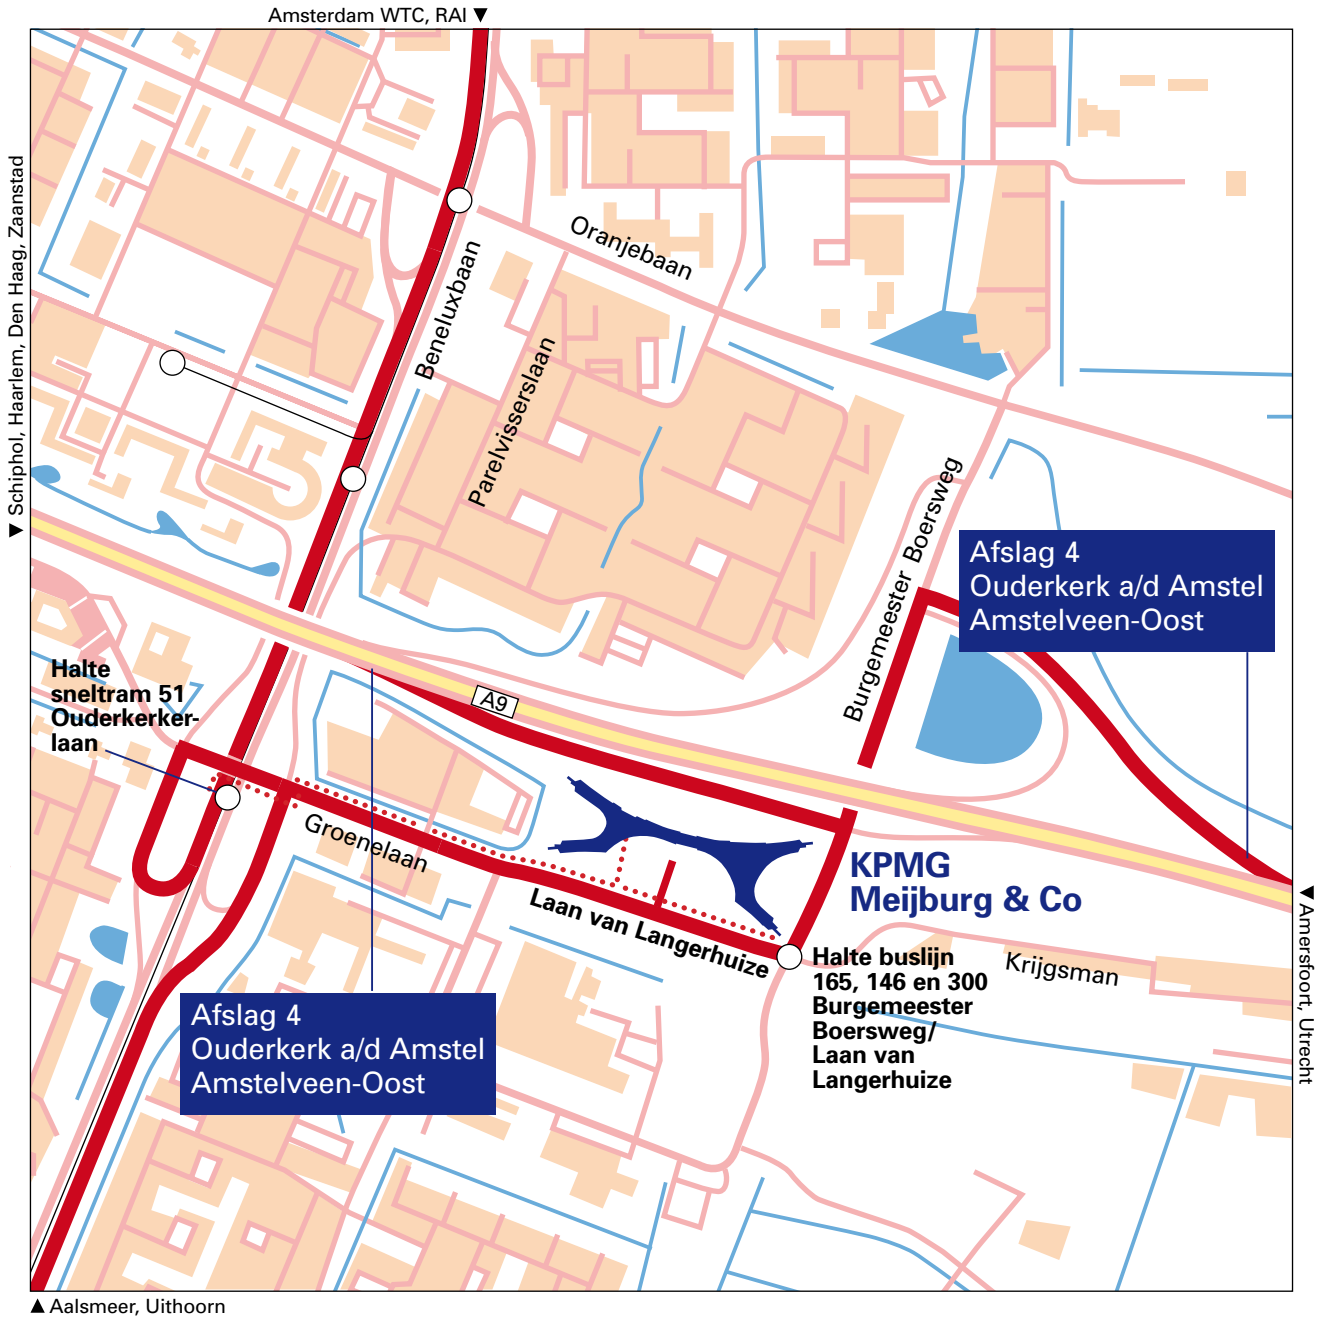 Amsterdam WTC, RAI ▼
▼ Schiphol, Haarlem, Den Haag, Zaanstad
Oranjebaan
Beneluxbaan
Parelvisserslaan
Burgemeester Boersweg
Afslag 4
Ouderkerk a/d Amstel
Amstelveen-Oost
Halte
sneltram 51
Ouderkerker-
laan
A9
Groenelaan
KPMG
Meijburg & Co
Laan van Langerhuize
Halte buslijn
165, 146 en 300
Burgemeester
Boersweg/
Laan van
Langerhuize
Krijgsman
▼ Amersfoort, Utrecht
Afslag 4
Ouderkerk a/d Amstel
Amstelveen-Oost
▲ Aalsmeer, Uithoorn